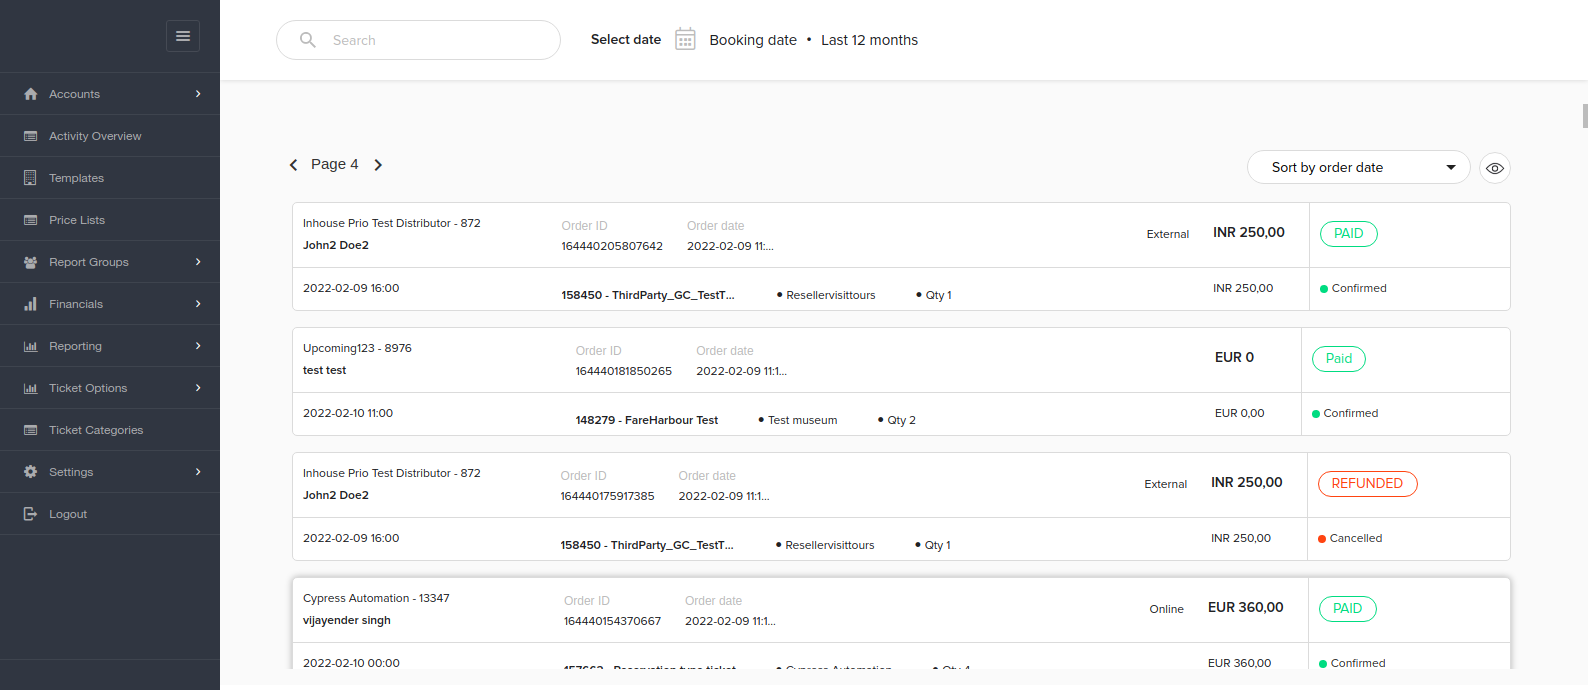 Search
Select date Booking date • Last 12 months
Accounts
Activity Overview
Templates
Price Lists
Report Groups
Financials
Reporting
Ticket Options
Ticket Categories
Settings
Logout
Page 4
Sort by order date
Inhouse Prio Test Distributor - 872 Order ID Order date
John2 Doe2 164440205807642 2022-02-09 11:... External INR 250,00 PAID
2022-02-09 16:00 158450 - ThirdParty_GC_TestT... • Resellervisittours • Qty 1 INR 250,00 Confirmed
Upcoming123 - 8976 Order ID Order date
test test 164440181850265 2022-02-09 11:1... EUR 0 Paid
2022-02-10 11:00 148279 - FareHarbour Test • Test museum • Qty 2 EUR 0,00 Confirmed
Inhouse Prio Test Distributor - 872 Order ID Order date
John2 Doe2 164440175917385 2022-02-09 11:1... External INR 250,00 REFUNDED
2022-02-09 16:00 158450 - ThirdParty_GC_TestT... • Resellervisittours • Qty 1 INR 250,00 Cancelled
Cypress Automation - 13347 Order ID Order date
vijayender singh 164440154370667 2022-02-09 11:1... Online EUR 360,00 PAID
2022-02-10 00:00 • Cypress Automation • EUR 360,00 Confirmed